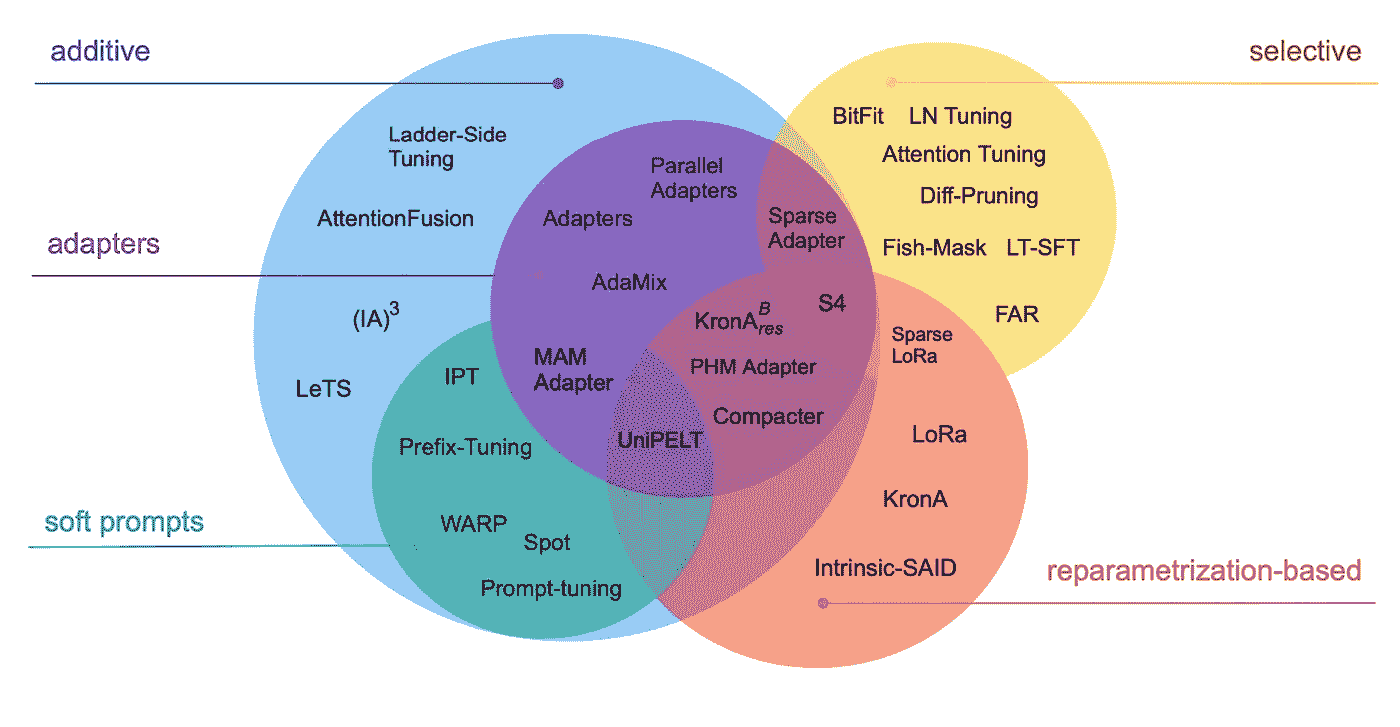 additive
selective
Ladder-Side
Tuning
AttentionFusion
adapters
(IA)³
LeTS
Parallel
Adapters
Adapters
AdaMix
MAM
Adapter
Sparse
Adapter
S4
KronA^B_res
PHM Adapter
Compacter
UniPELT
IPT
Prefix-Tuning
WARP
Spot
Prompt-tuning
soft prompts
BitFit LN Tuning
Attention Tuning
Diff-Pruning
Fish-Mask LT-SFT
FAR
Sparse
LoRa
LoRa
KronA
Intrinsic-SAID
reparametrization-based